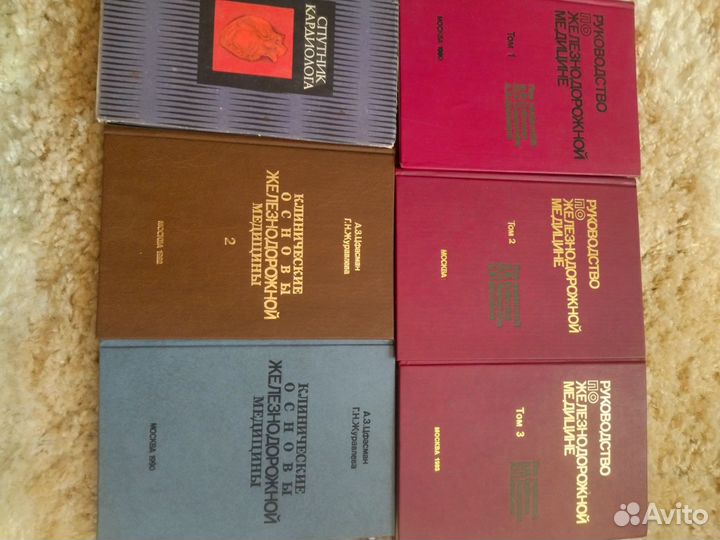 СПУТНИК
КАРДИОЛОГА
А.З.Цфасман
Г.Н.Журавлева
КЛИНИЧЕСКИЕ
ОСНОВЫ
ЖЕЛЕЗНОДОРОЖНОЙ
МЕДИЦИНЫ
2
МОСКВА
А.З.Цфасман
Г.Н.Журавлева
КЛИНИЧЕСКИЕ
ОСНОВЫ
ЖЕЛЕЗНОДОРОЖНОЙ
МЕДИЦИНЫ
МОСКВА 1990
РУКОВОДСТВО
ПО
ЖЕЛЕЗНОДОРОЖНОЙ
МЕДИЦИНЕ
Том 1
МОСКВА
РУКОВОДСТВО
ПО
ЖЕЛЕЗНОДОРОЖНОЙ
МЕДИЦИНЕ
Том 2
МОСКВА
РУКОВОДСТВО
ПО
ЖЕЛЕЗНОДОРОЖНОЙ
МЕДИЦИНЕ
Том 3
МОСКВА
Avito